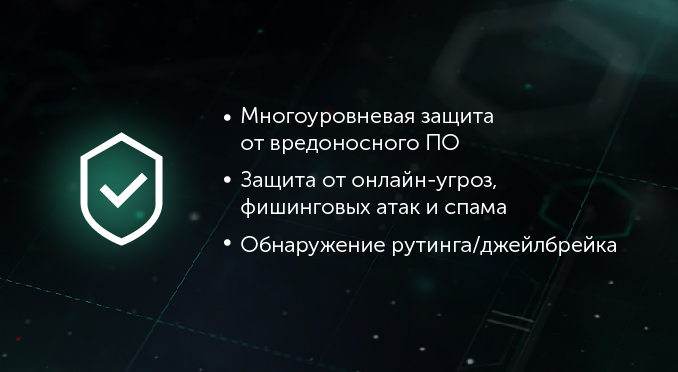 • Многоуровневая защита
от вредоносного ПО
• Защита от онлайн-угроз,
фишинговых атак и спама
• Обнаружение рутинга/джейлбрейка